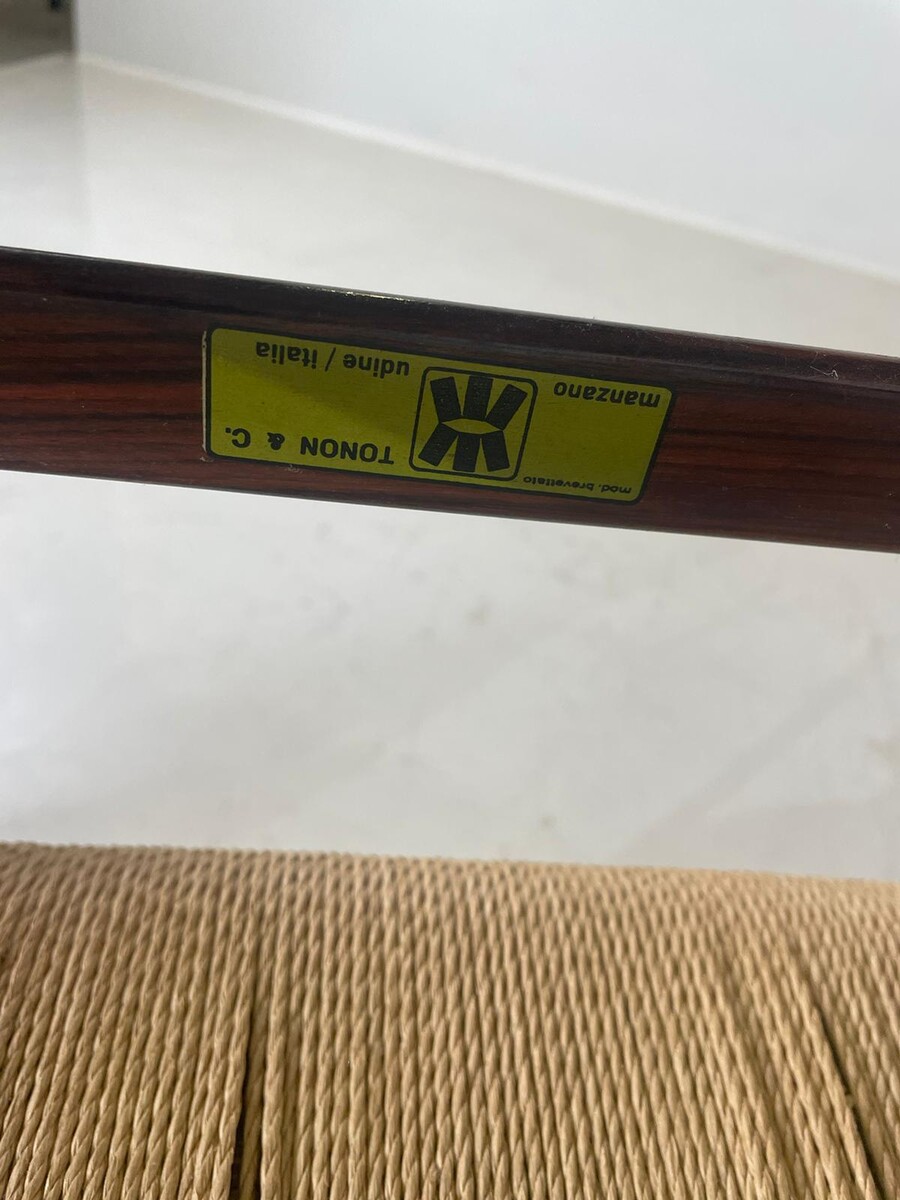 mod. brevettato
TONON & C.
manzano
udine / italia